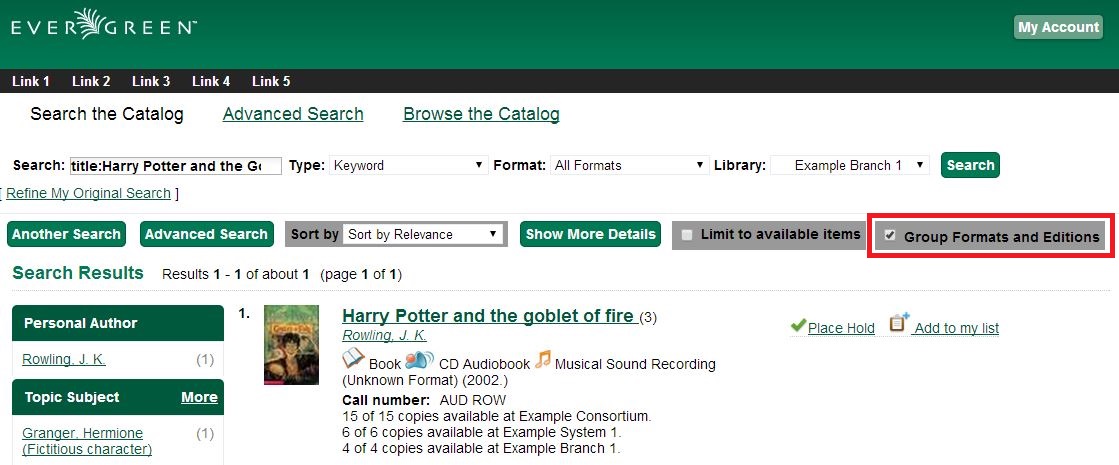 EVERGREEN™
My Account
Link 1 Link 2 Link 3 Link 4 Link 5
Search the Catalog Advanced Search Browse the Catalog
Search: title:Harry Potter and the Go Type: Keyword Format: All Formats Library: Example Branch 1 Search
[ Refine My Original Search ]
Another Search Advanced Search Sort by Sort by Relevance Show More Details Limit to available items Group Formats and Editions
Search Results Results 1 - 1 of about 1 (page 1 of 1)
Personal Author
Rowling, J. K. (1)
Topic Subject More
Granger, Hermione (1)
(Fictitious character)
1.
Harry Potter and the goblet of fire (3)
Rowling, J. K.
Book CD Audiobook Musical Sound Recording
(Unknown Format) (2002.)
Call number: AUD ROW
15 of 15 copies available at Example Consortium.
6 of 6 copies available at Example System 1.
4 of 4 copies available at Example Branch 1.
Place Hold Add to my list